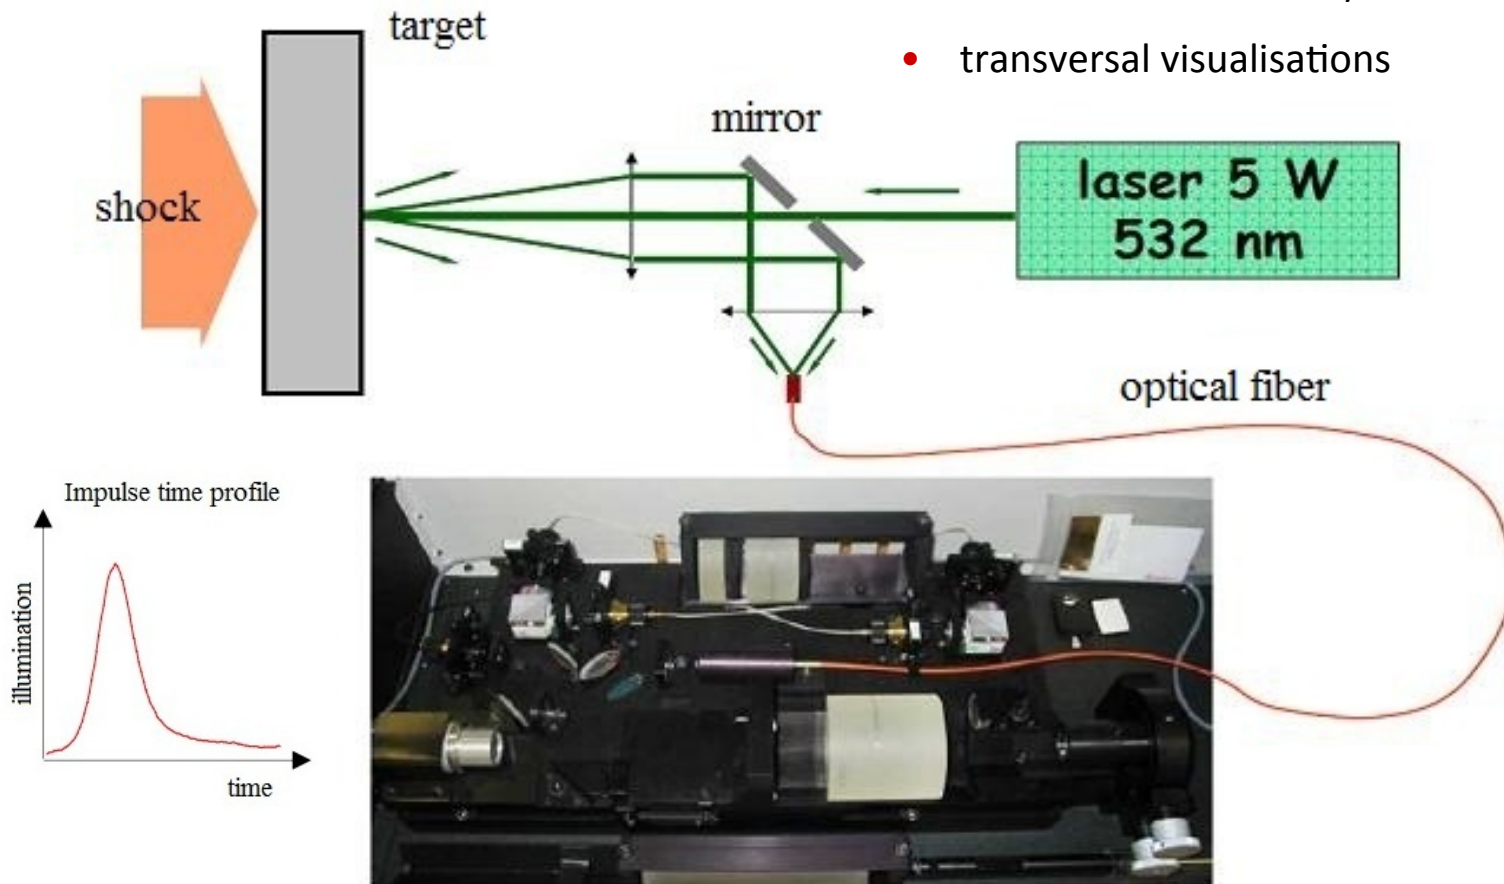 target
• transversal visualisations
mirror
laser 5 W
532 nm
shock
optical fiber
Impulse time profile
illumination
time